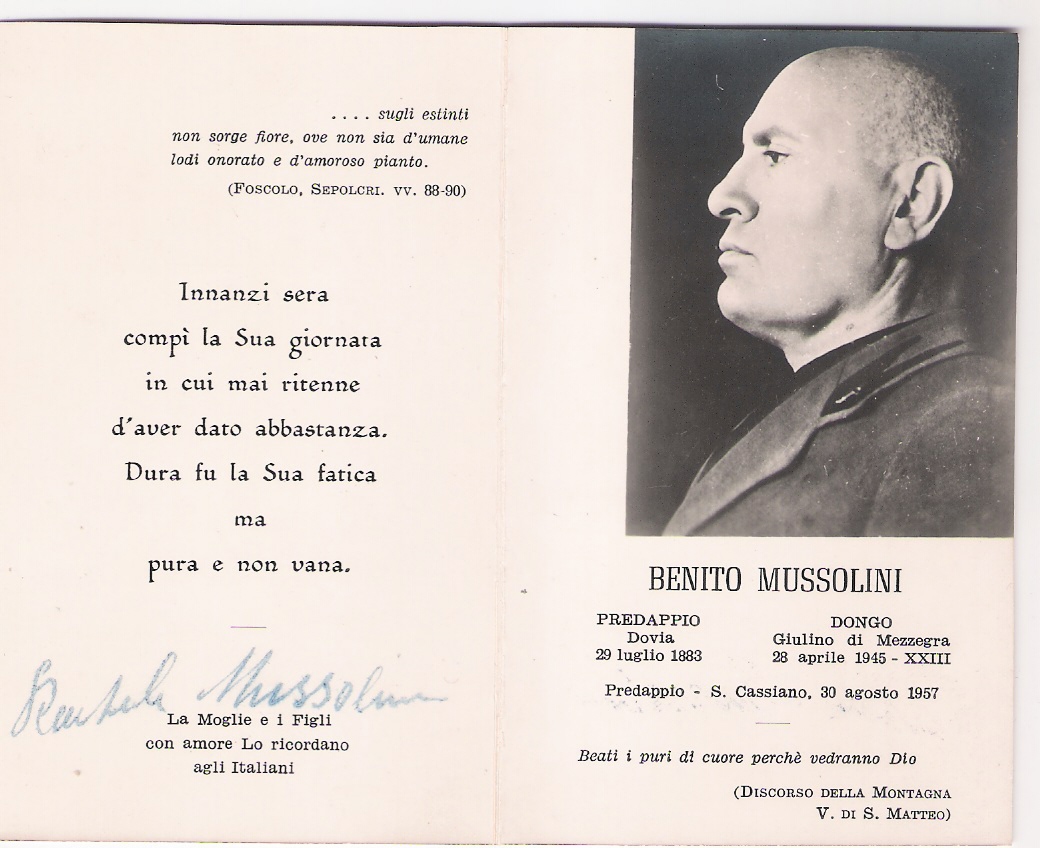 . . . . sugli estinti
non sorge fiore, ove non sia d'umane
lodi onorato e d'amoroso pianto.
(Foscolo, Sepolcri. vv. 88-90)
Innanzi sera
compì la Sua giornata
in cui mai ritenne
d'aver dato abbastanza.
Dura fu la Sua fatica
ma
pura e non vana.
Rachele Mussolini
La Moglie e i Figli
con amore Lo ricordano
agli Italiani
BENITO MUSSOLINI
PREDAPPIO
Dovia
29 luglio 1883
DONGO
Giulino di Mezzegra
28 aprile 1945 - XXIII
Predappio - S. Cassiano, 30 agosto 1957
Beati i puri di cuore perchè vedranno Dio
(Discorso della Montagna
V. di S. Matteo)